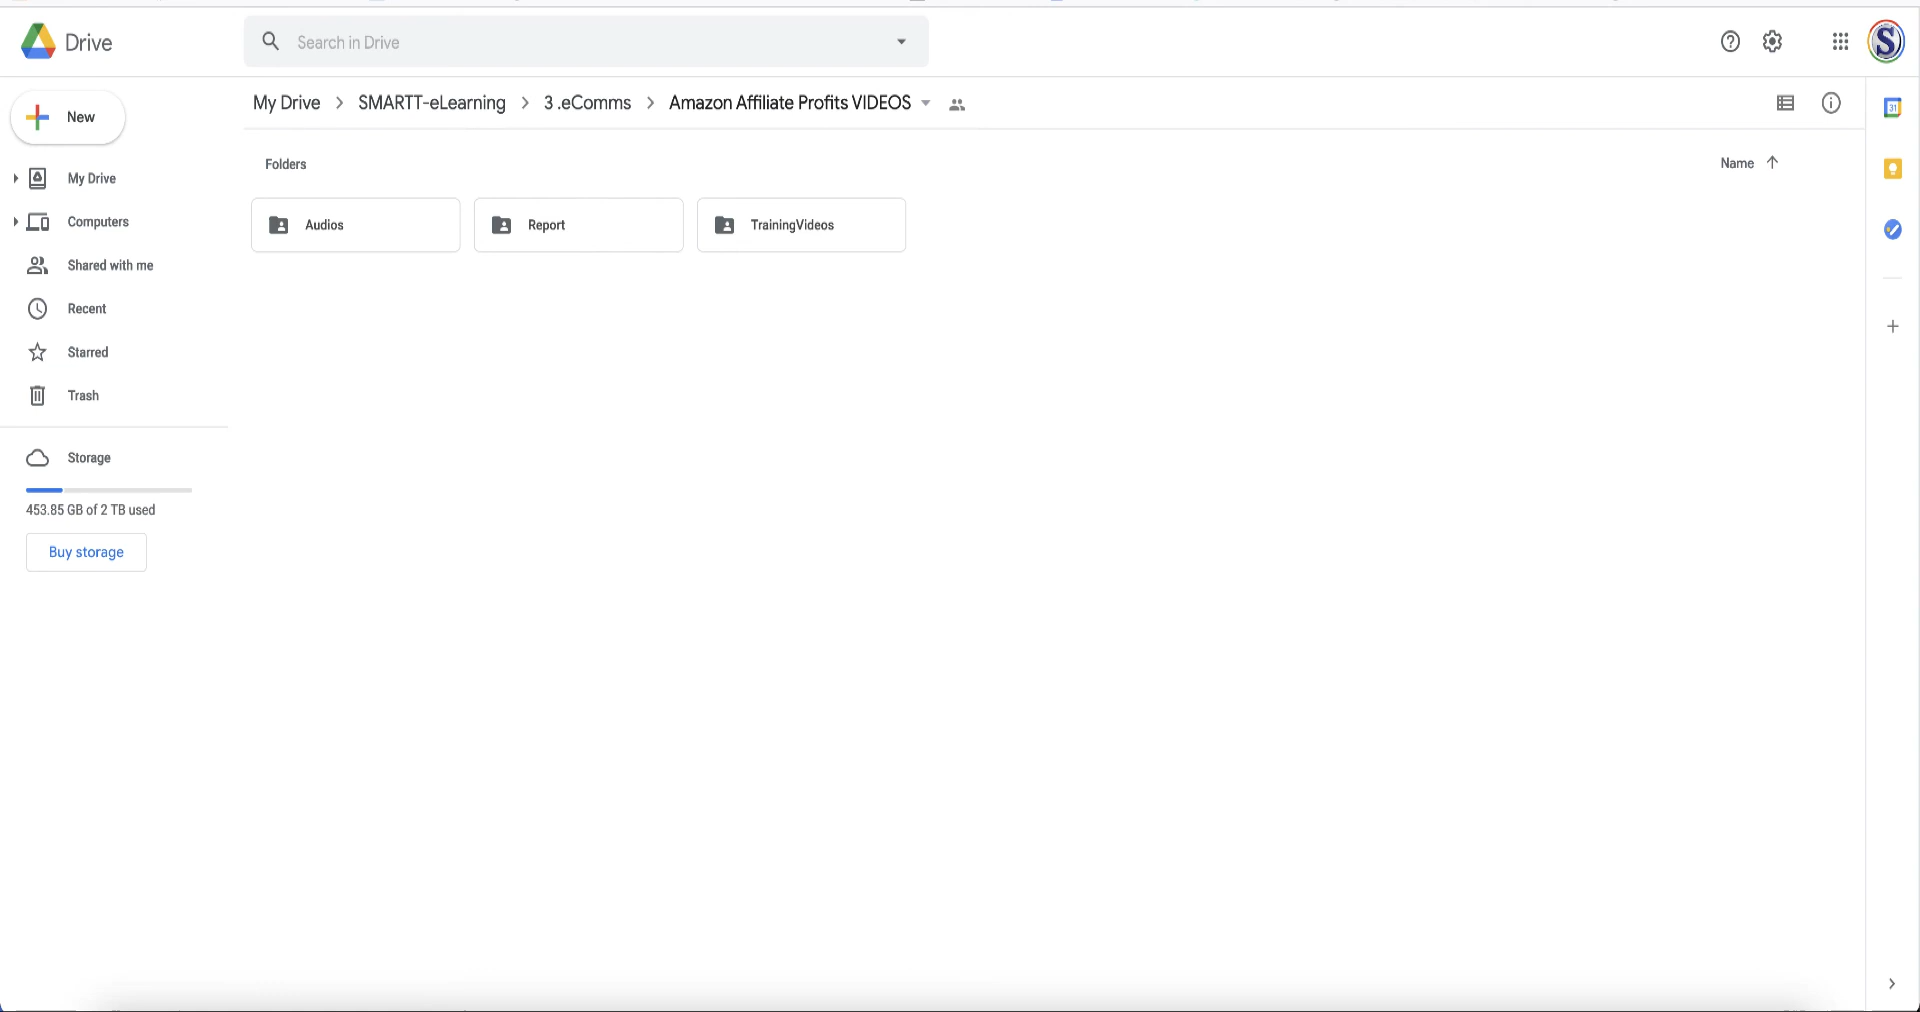 Drive
Search in Drive
S
New
My Drive > SMARTT-eLearning > 3 .eComms > Amazon Affiliate Profits VIDEOS
31
Folders
Name
My Drive
Computers
Shared with me
Recent
Starred
Trash
Audios
Report
TrainingVideos
Storage
453.85 GB of 2 TB used
Buy storage